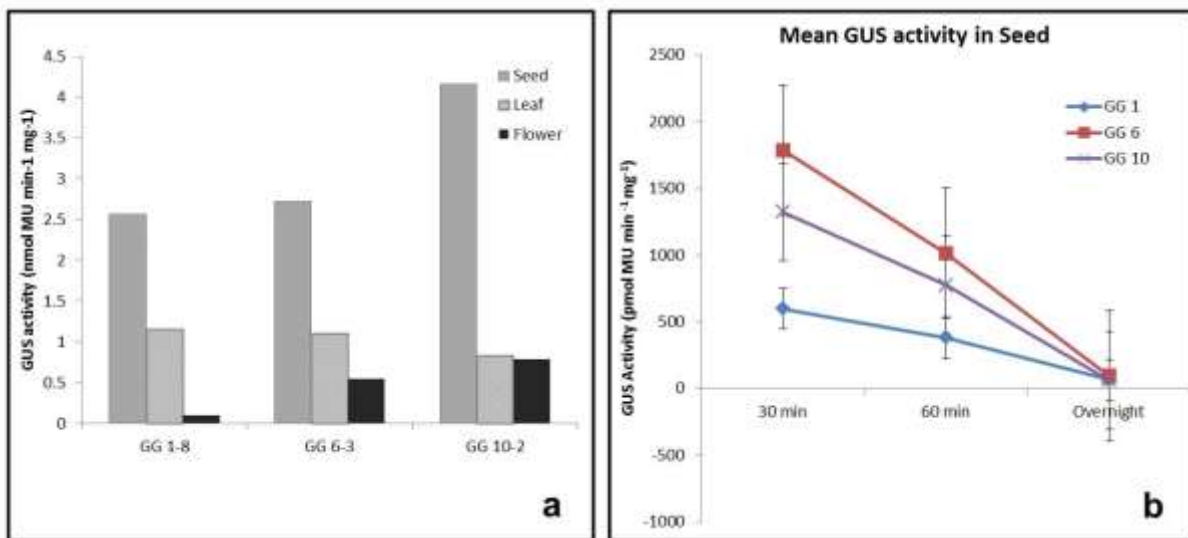 GUS activity (nmol MU min-1 mg-1)
4.5
4
3.5
3
2.5
2
1.5
1
0.5
0
Seed
Leaf
Flower
GG 1-8
GG 6-3
GG 10-2
a
Mean GUS activity in Seed
GUS Activity (pmol MU min⁻¹ mg⁻¹)
2500
2000
1500
1000
500
0
-500
-1000
GG 1
GG 6
GG 10
30 min
60 min
Overnight
b